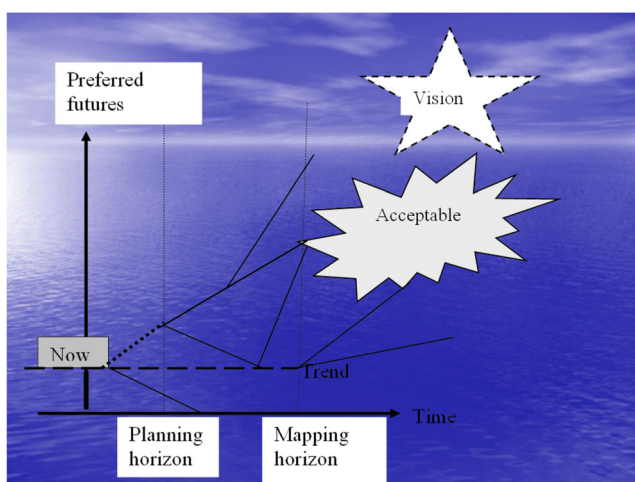 Preferred
futures
Vision
Acceptable
Now
Trend
Time
Planning
horizon
Mapping
horizon